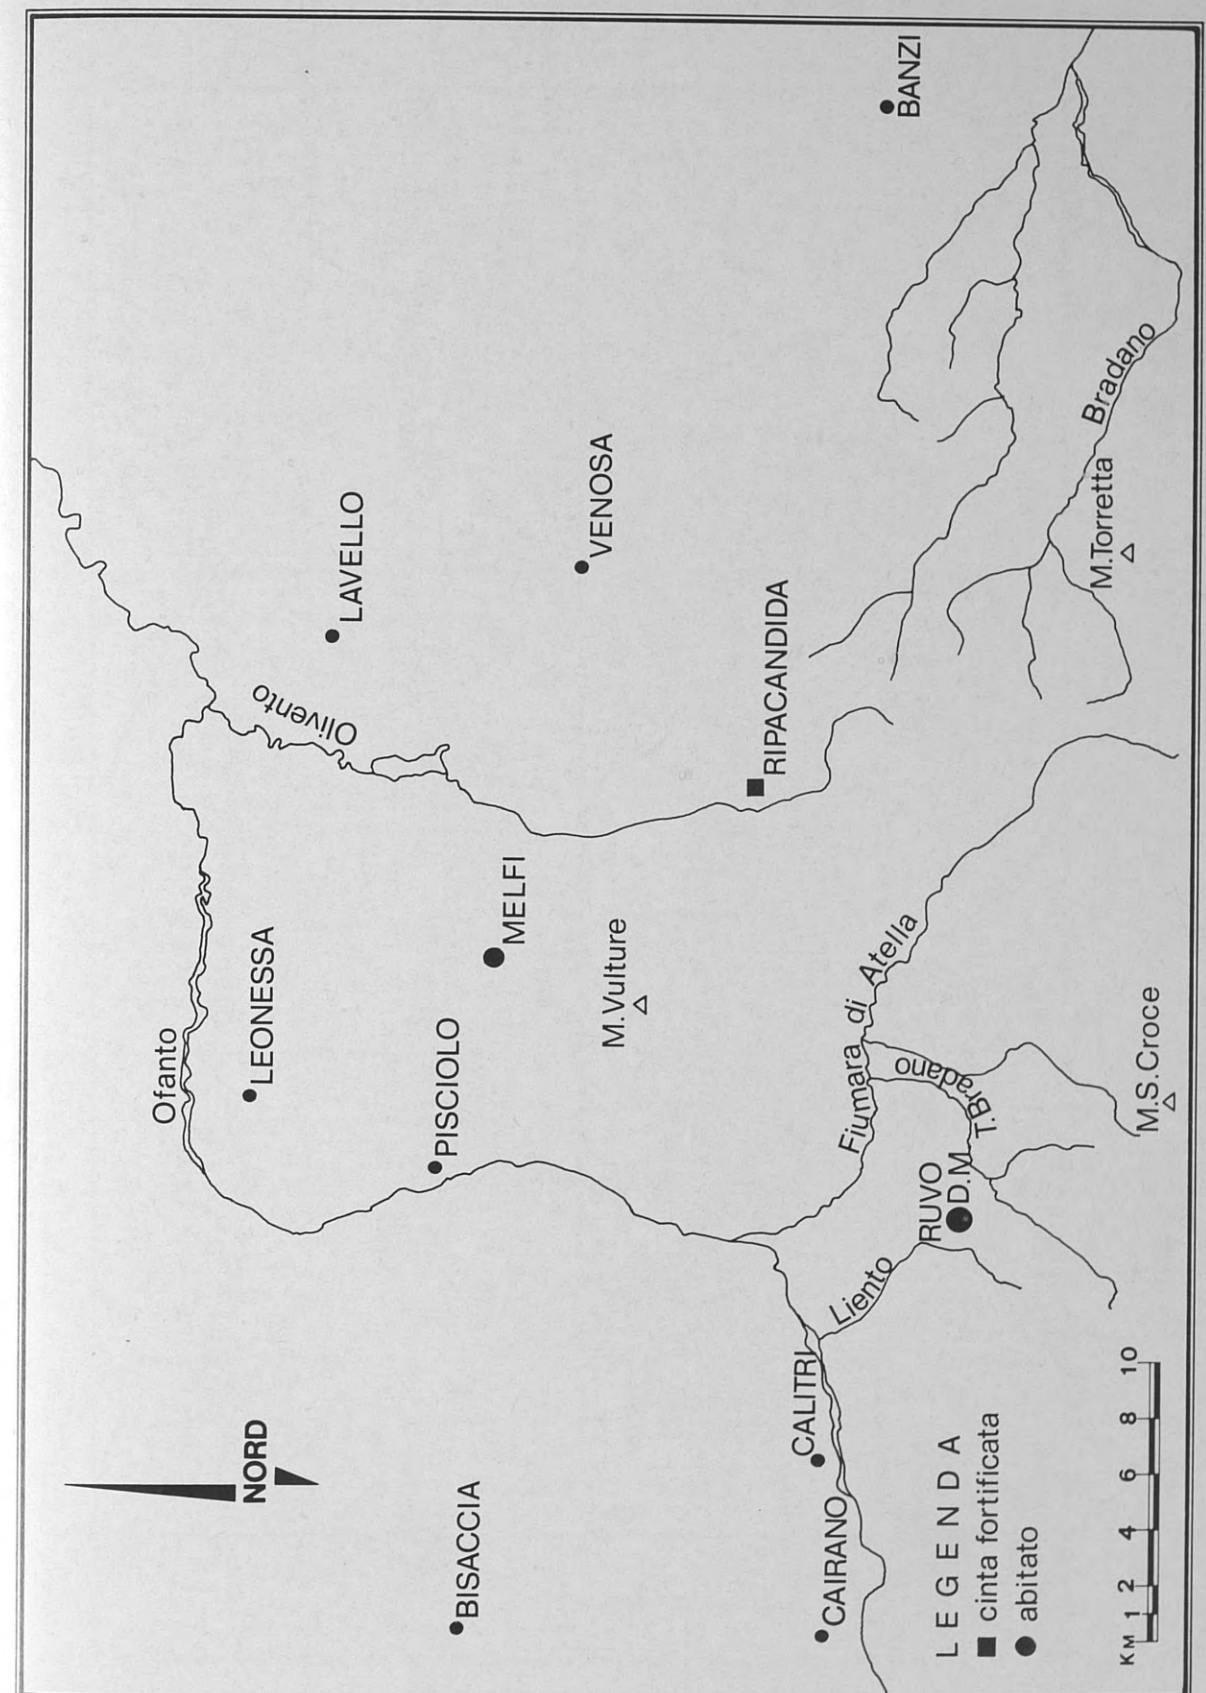 Ofanto
LEONESSA
Olivento
LAVELLO
BANZI
NORD
BISACCIA
PISCIOLO
MELFI
VENOSA
M.Vulture
RIPACANDIDA
CAIRANO
CALITRI
Liento
Fiumara di Atella
RUVO
D.M.
T.Bradano
M.S.Croce
M.Torretta
Bradano
LEGENDA
cinta fortificata
abitato
KM 1 2 4 6 8 10